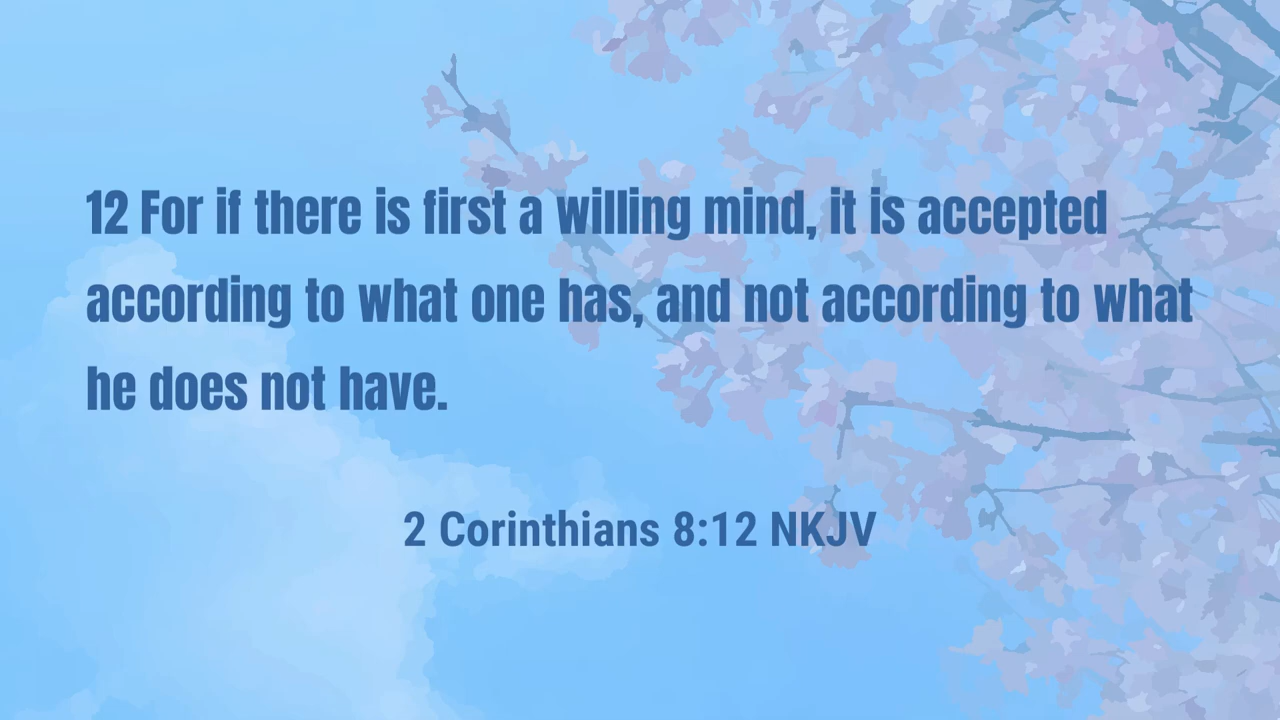 12 For if there is first a willing mind, it is accepted
according to what one has, and not according to what
he does not have.
2 Corinthians 8:12 NKJV